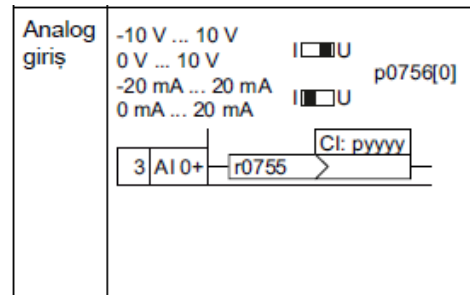 Analog
giriş
-10 V ... 10 V
0 V ... 10 V
-20 mA ... 20 mA
0 mA ... 20 mA
I U
I U
p0756[0]
CI: pyyyy
3 AI 0+ r0755